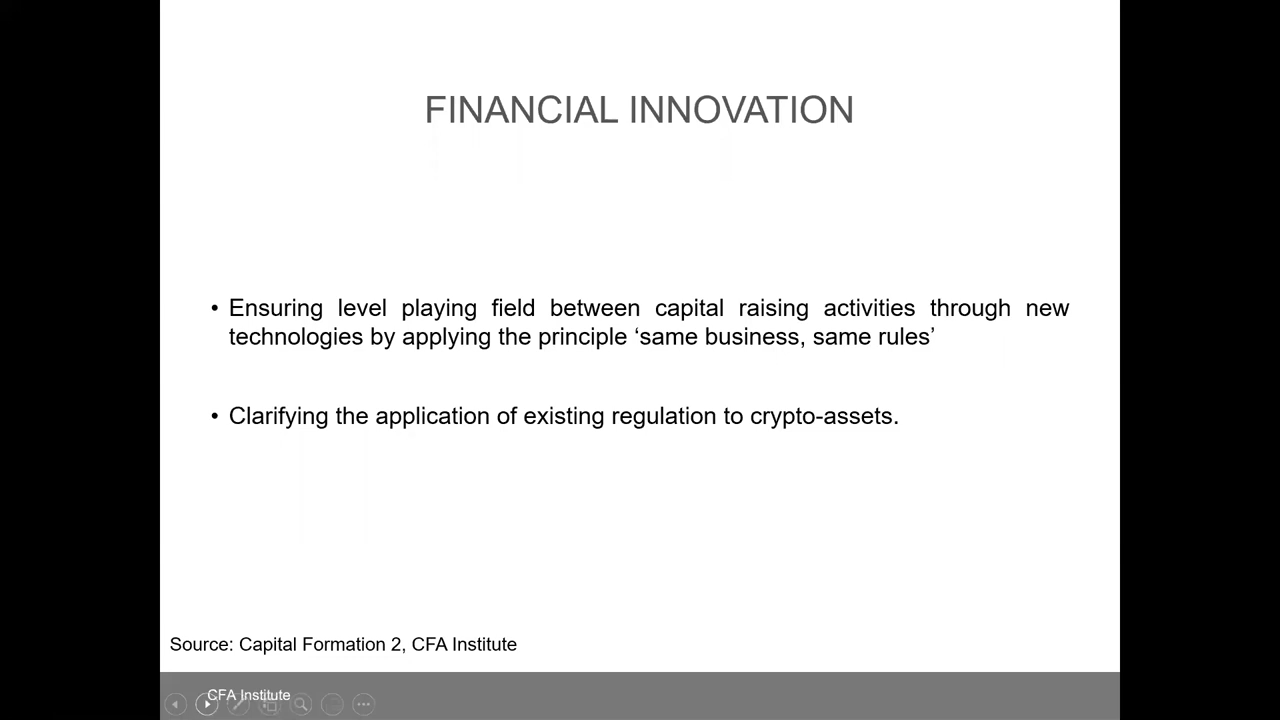 FINANCIAL INNOVATION
• Ensuring level playing field between capital raising activities through new
technologies by applying the principle ‘same business, same rules’
• Clarifying the application of existing regulation to crypto-assets.
Source: Capital Formation 2, CFA Institute
CFA Institute